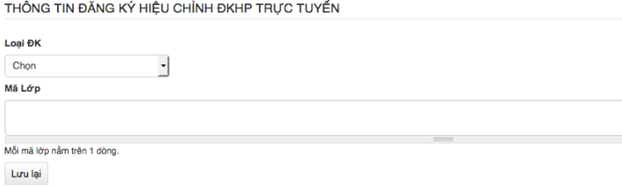 THÔNG TIN ĐĂNG KÝ HIỆU CHỈNH ĐKHP TRỰC TUYẾN
Loại ĐK
Chọn
Mã Lớp
Mỗi mã lớp nằm trên 1 dòng.
Lưu lại